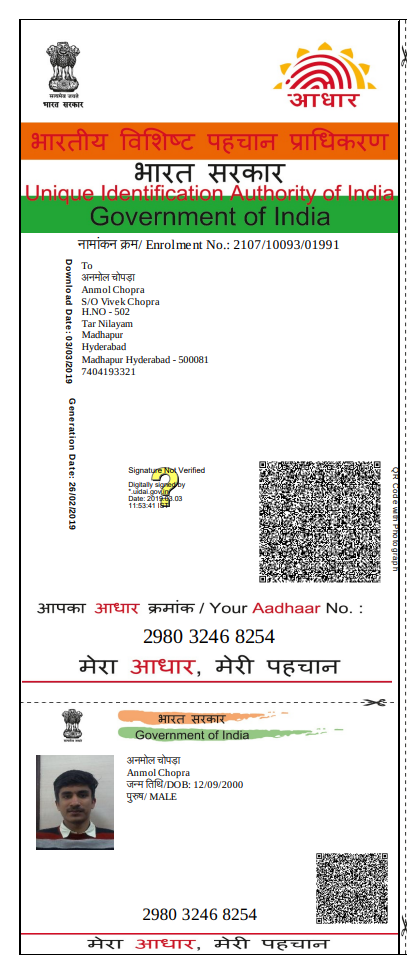 सत्यमेव जयते
भारत सरकार
आधार
भारतीय विशिष्ट पहचान प्राधिकरण
भारत सरकार
Unique Identification Authority of India
Government of India
नामांकन क्रम/ Enrolment No.: 2107/10093/01991
Download Date: 03/03/2019
Generation Date: 26/02/2019
To
अनमोल चोपड़ा
Anmol Chopra
S/O Vivek Chopra
H.NO - 502
Tar Nilayam
Madhapur
Hyderabad
Madhapur Hyderabad - 500081
7404193321
?
Signature Not Verified
Digitally signed by
*.uidai.gov.in
Date: 2019.03.03
11:53:41 IST
QR Code with Photograph
आपका आधार क्रमांक / Your Aadhaar No. :
2980 3246 8254
मेरा आधार, मेरी पहचान
भारत सरकार
Government of India
अनमोल चोपड़ा
Anmol Chopra
जन्म तिथि/DOB: 12/09/2000
पुरुष/ MALE
2980 3246 8254
मेरा आधार, मेरी पहचान